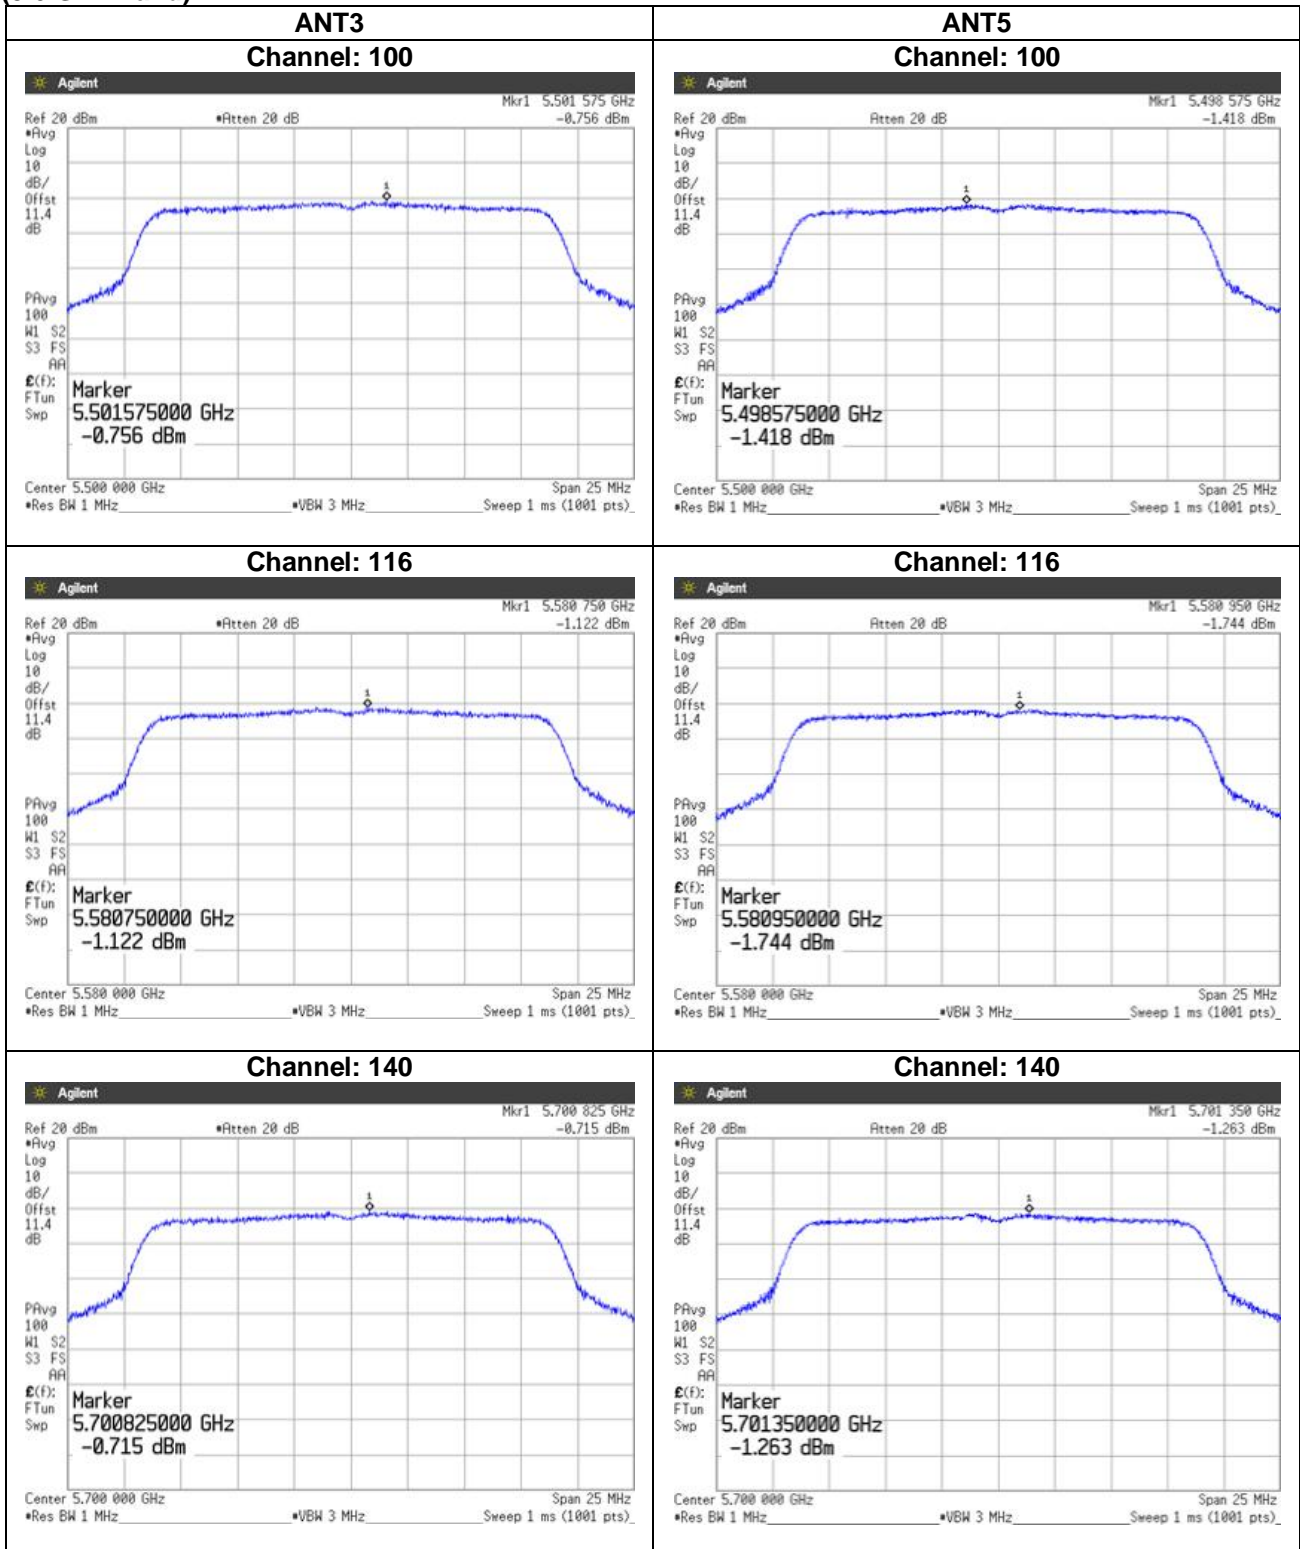 ANT3 ANT5
Channel: 100 Channel: 100
Agilent
Mkr1 5.501 575 GHz
Ref 20 dBm #Atten 20 dB -0.756 dBm
#Avg
Log
10
dB/
Offst
11.4
dB
1
PAvg
100
W1 S2
S3 FS
AA
£(f):
FTun
Swp
Marker
5.501575000 GHz
-0.756 dBm
Center 5.500 000 GHz Span 25 MHz
#Res BW 1 MHz #VBW 3 MHz Sweep 1 ms (1001 pts)
Agilent
Mkr1 5.498 575 GHz
Ref 20 dBm Atten 20 dB -1.418 dBm
#Avg
Log
10
dB/
Offst
11.4
dB
1
PAvg
100
W1 S2
S3 FS
AA
£(f):
FTun
Swp
Marker
5.498575000 GHz
-1.418 dBm
Center 5.500 000 GHz Span 25 MHz
#Res BW 1 MHz #VBW 3 MHz Sweep 1 ms (1001 pts)
Channel: 116 Channel: 116
Agilent
Mkr1 5.580 750 GHz
Ref 20 dBm #Atten 20 dB -1.122 dBm
#Avg
Log
10
dB/
Offst
11.4
dB
1
PAvg
100
W1 S2
S3 FS
AA
£(f):
FTun
Swp
Marker
5.580750000 GHz
-1.122 dBm
Center 5.580 000 GHz Span 25 MHz
#Res BW 1 MHz #VBW 3 MHz Sweep 1 ms (1001 pts)
Agilent
Mkr1 5.580 950 GHz
Ref 20 dBm Atten 20 dB -1.744 dBm
#Avg
Log
10
dB/
Offst
11.4
dB
1
PAvg
100
W1 S2
S3 FS
AA
£(f):
FTun
Swp
Marker
5.580950000 GHz
-1.744 dBm
Center 5.580 000 GHz Span 25 MHz
#Res BW 1 MHz #VBW 3 MHz Sweep 1 ms (1001 pts)
Channel: 140 Channel: 140
Agilent
Mkr1 5.700 825 GHz
Ref 20 dBm #Atten 20 dB -0.715 dBm
#Avg
Log
10
dB/
Offst
11.4
dB
1
PAvg
100
W1 S2
S3 FS
AA
£(f):
FTun
Swp
Marker
5.700825000 GHz
-0.715 dBm
Center 5.700 000 GHz Span 25 MHz
#Res BW 1 MHz #VBW 3 MHz Sweep 1 ms (1001 pts)
Agilent
Mkr1 5.701 350 GHz
Ref 20 dBm Atten 20 dB -1.263 dBm
#Avg
Log
10
dB/
Offst
11.4
dB
1
PAvg
100
W1 S2
S3 FS
AA
£(f):
FTun
Swp
Marker
5.701350000 GHz
-1.263 dBm
Center 5.700 000 GHz Span 25 MHz
#Res BW 1 MHz #VBW 3 MHz Sweep 1 ms (1001 pts)